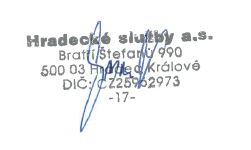 Hradecké služby a.s.
Bratří Štefanů 990
500 03 Hradec Králové
DIČ: CZ25962973
-17-